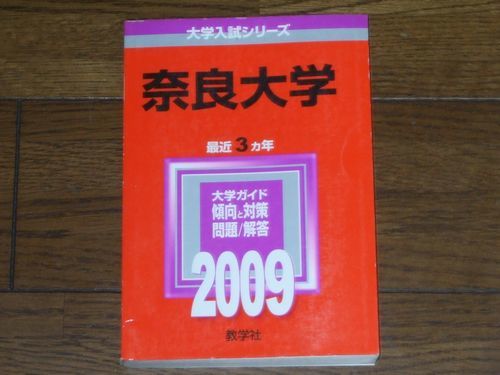 大学入試シリーズ
奈良大学
最近3ヵ年
大学ガイド
傾向と対策
問題/解答
2009
教学社